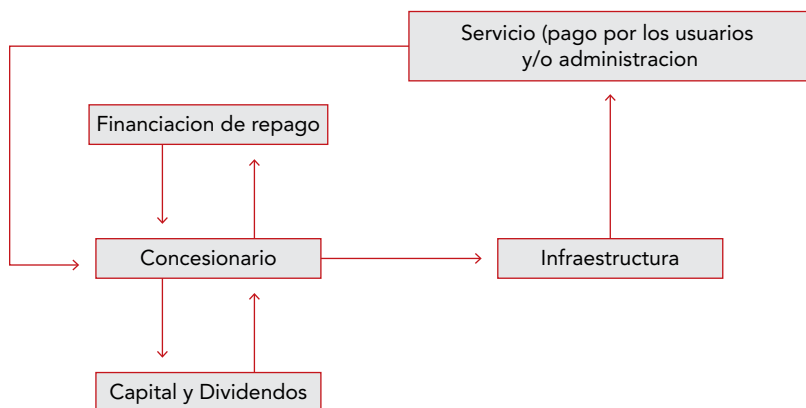 Servicio (pago por los usuarios
y/o administracion
Financiacion de repago
Concesionario
Infraestructura
Capital y Dividendos